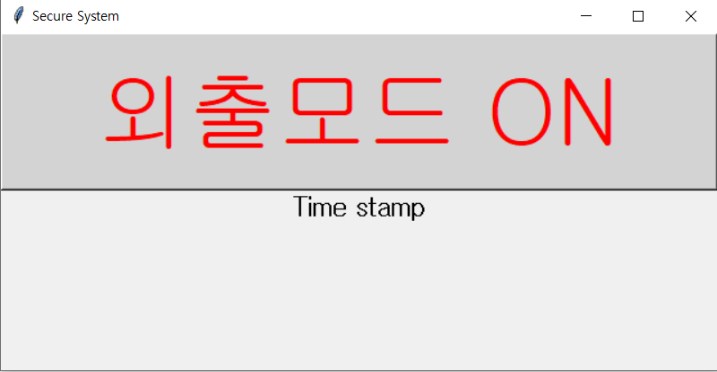 Secure System
외출모드 ON
Time stamp